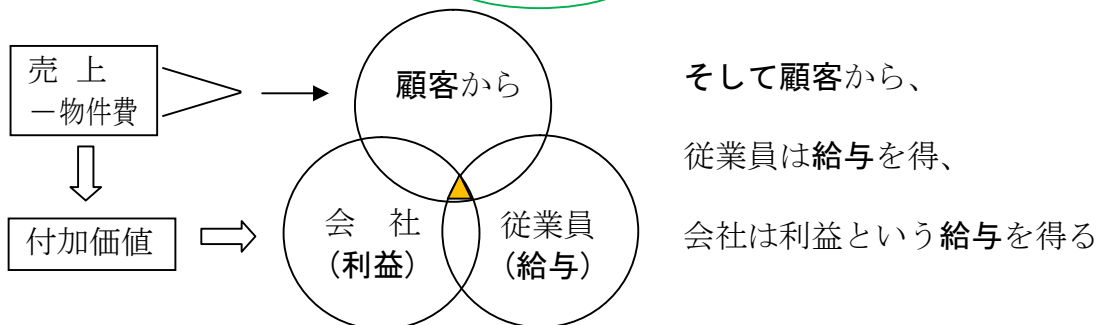 売 上
－物件費
付加価値
顧客から
会 社
（利益）
従業員
（給与）
そして顧客から、
従業員は給与を得、
会社は利益という給与を得る